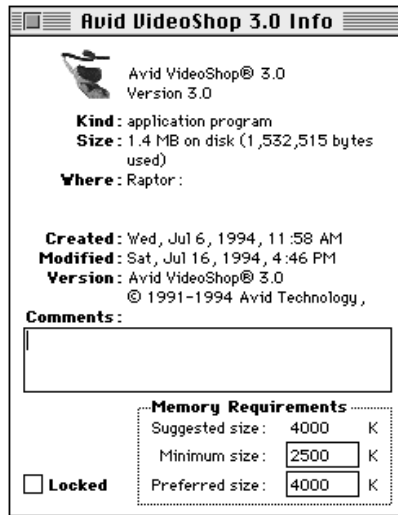 Avid VideoShop 3.0 Info
Avid VideoShop® 3.0
Version 3.0
Kind: application program
Size: 1.4 MB on disk (1,532,515 bytes
used)
Where: Raptor:
Created: Wed, Jul 6, 1994, 11:58 AM
Modified: Sat, Jul 16, 1994, 4:46 PM
Version: Avid VideoShop® 3.0
© 1991-1994 Avid Technology,
Comments:
Memory Requirements
Suggested size: 4000 K
Minimum size: 2500 K
Locked
Preferred size: 4000 K